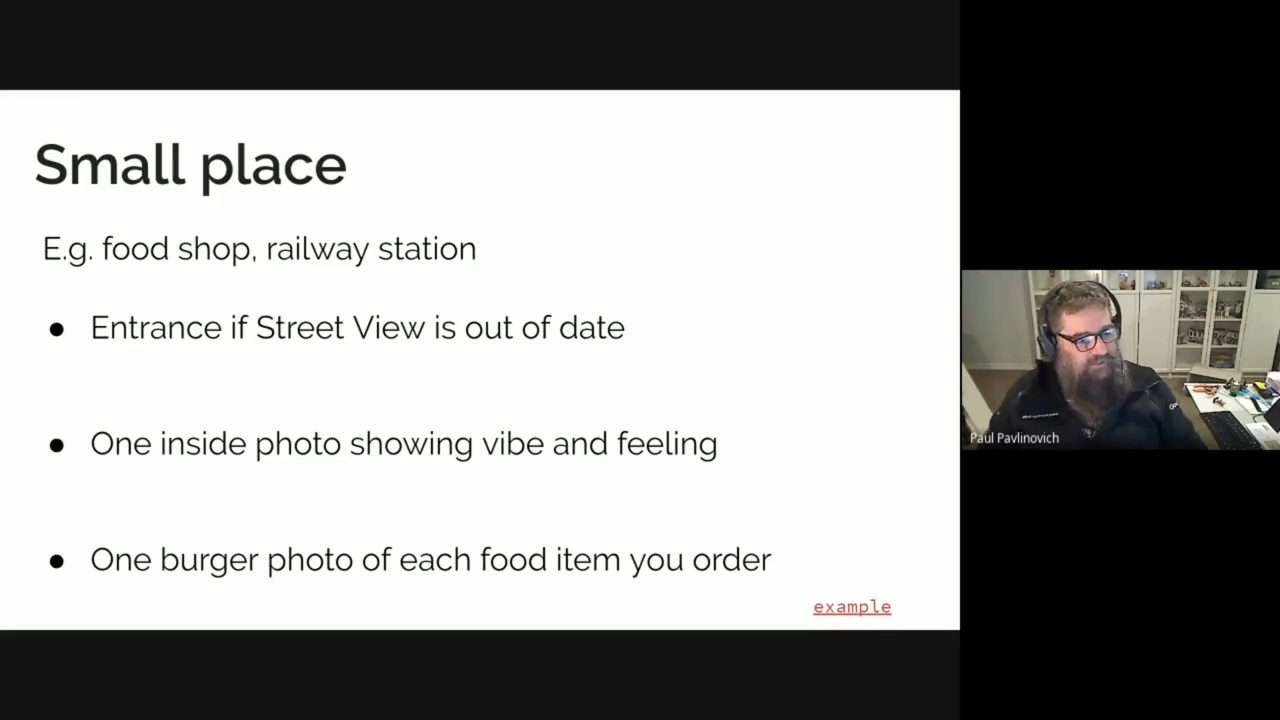 Small place
E.g. food shop, railway station
● Entrance if Street View is out of date
● One inside photo showing vibe and feeling
● One burger photo of each food item you order
example
Paul Pavlinovich